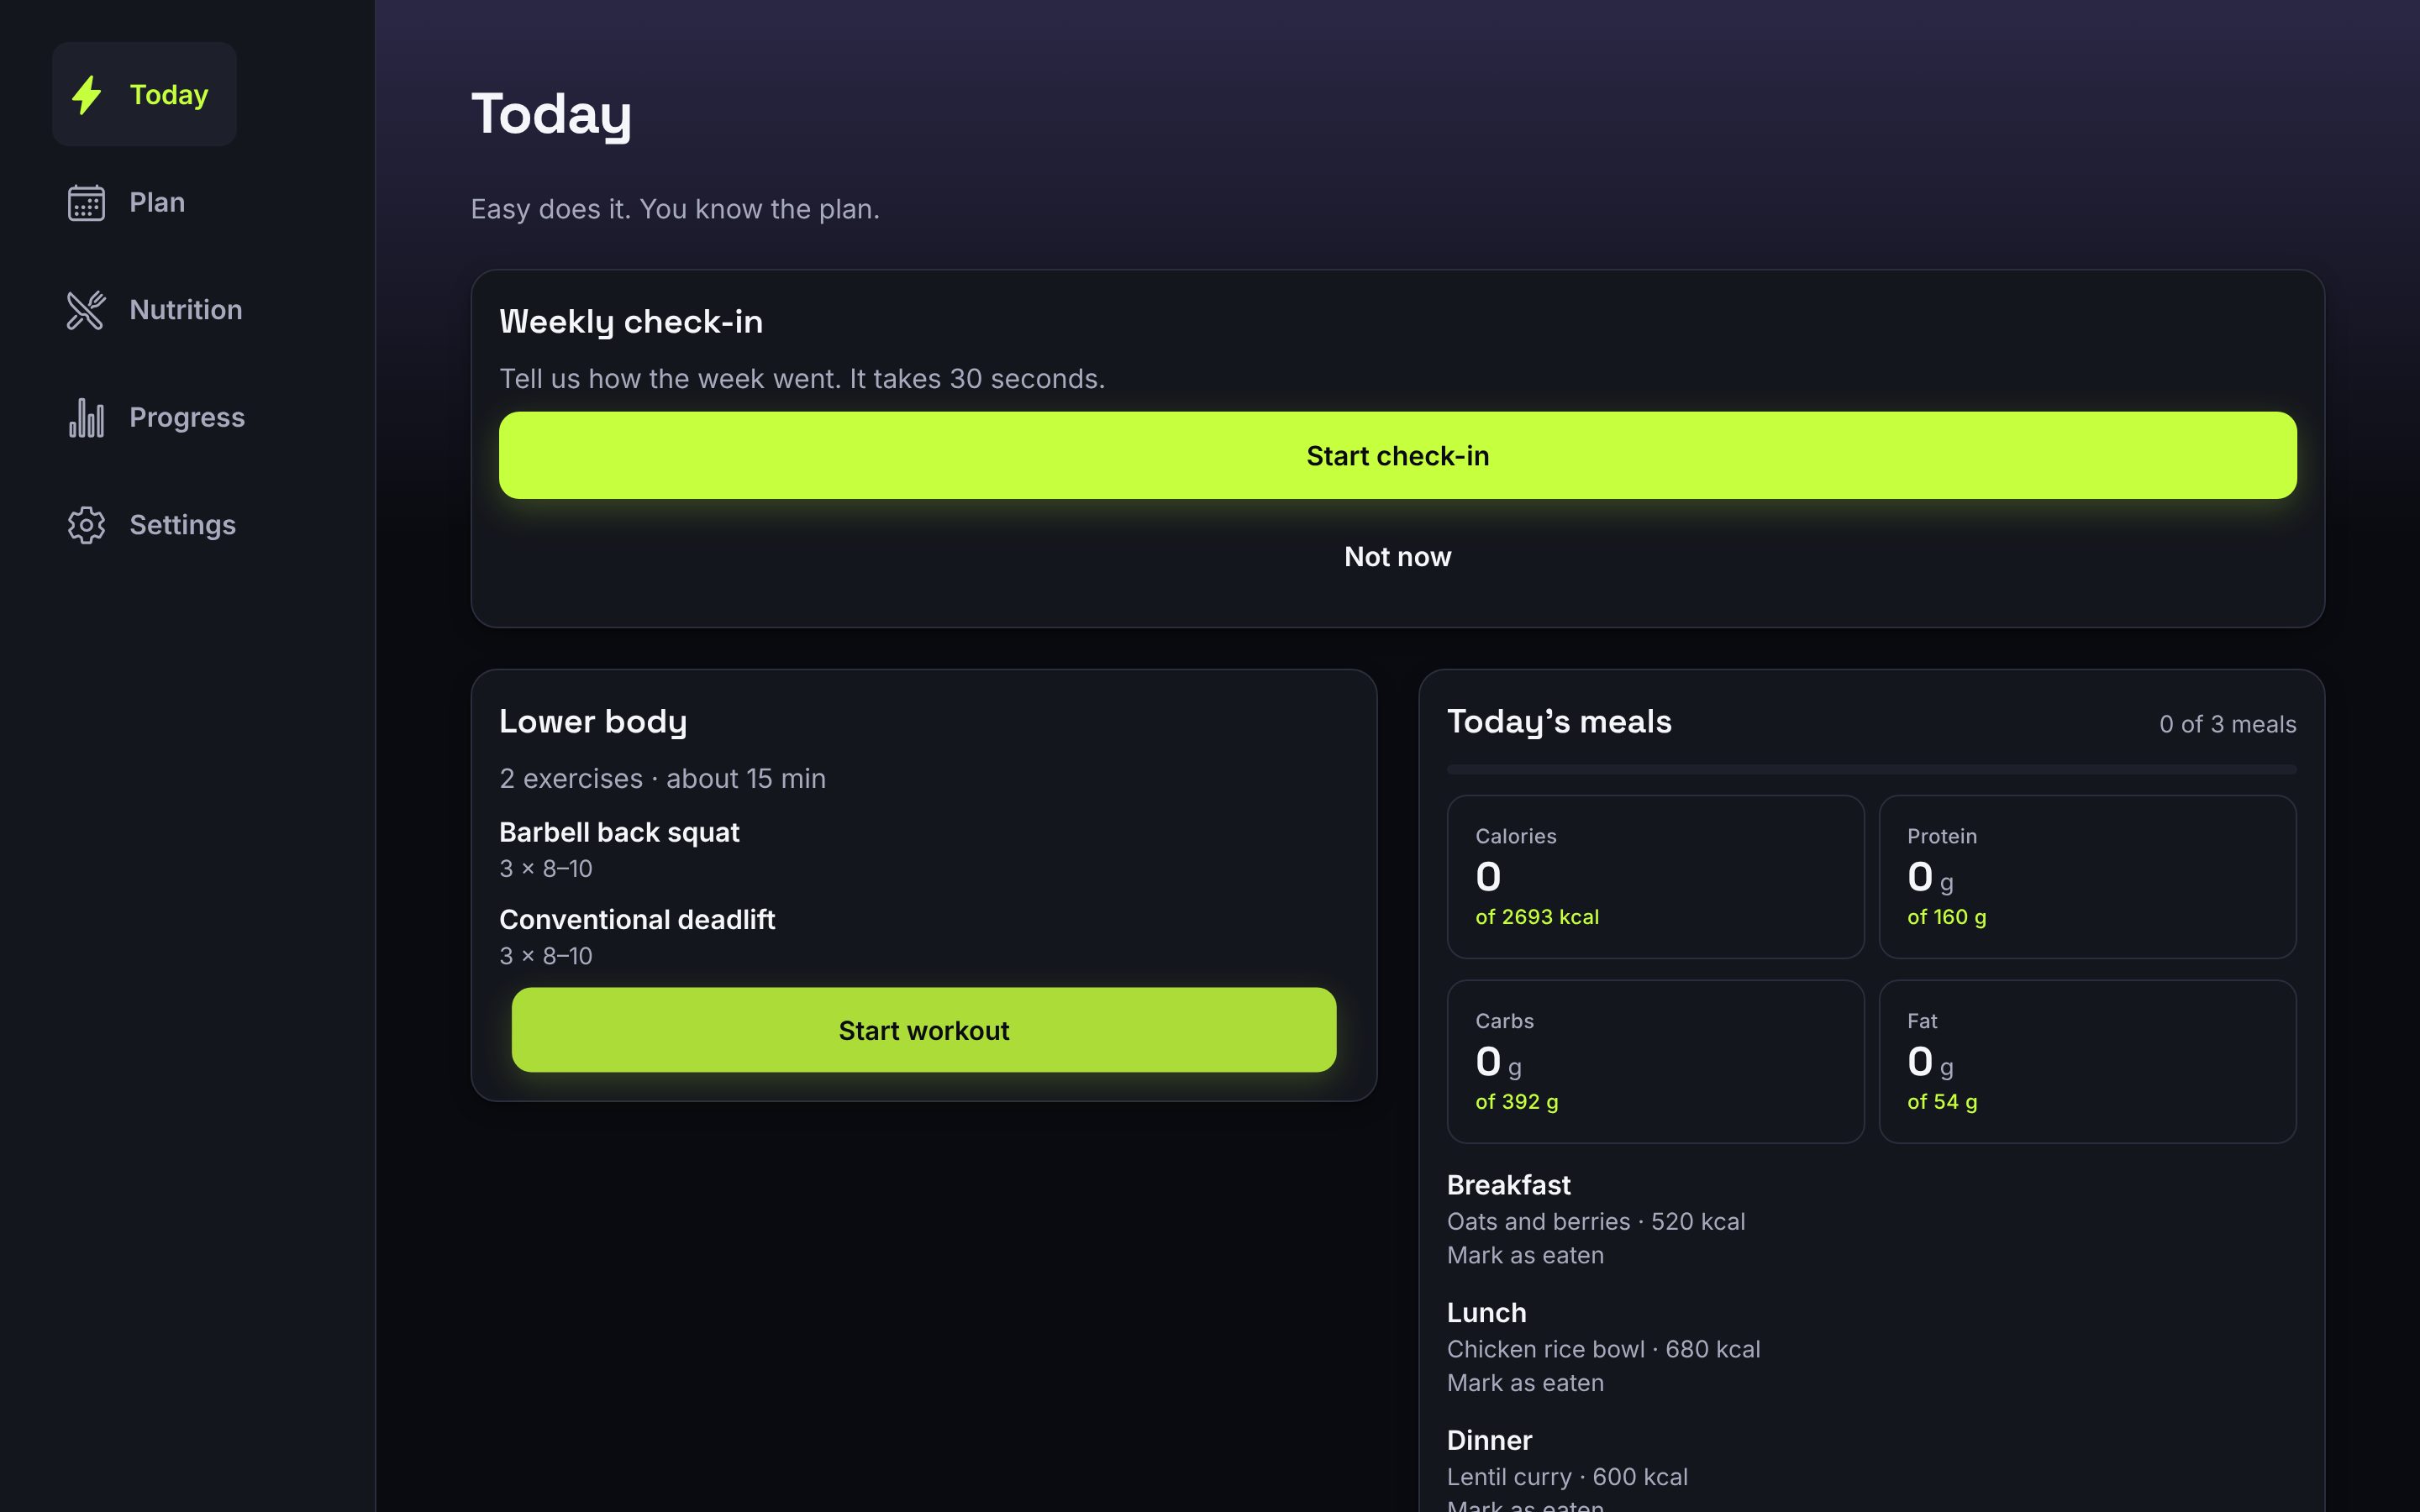 Today
Plan
Nutrition
Progress
Settings
Today
Easy does it. You know the plan.
Weekly check-in
Tell us how the week went. It takes 30 seconds.
Start check-in
Not now
Lower body
2 exercises · about 15 min
Barbell back squat
3 × 8–10
Conventional deadlift
3 × 8–10
Start workout
Today’s meals
0 of 3 meals
Calories
0
of 2693 kcal
Protein
0 g
of 160 g
Carbs
0 g
of 392 g
Fat
0 g
of 54 g
Breakfast
Oats and berries · 520 kcal
Mark as eaten
Lunch
Chicken rice bowl · 680 kcal
Mark as eaten
Dinner
Lentil curry · 600 kcal
Mark as eaten